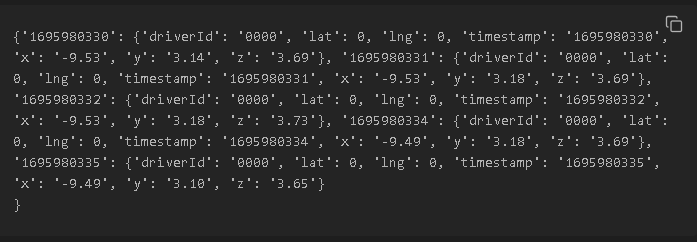 {'1695980330': {'driverId': '0000', 'lat': 0, 'lng': 0, 'timestamp': '1695980330',
'x': '-9.53', 'y': '3.14', 'z': '3.69'}, '1695980331': {'driverId': '0000', 'lat':
0, 'lng': 0, 'timestamp': '1695980331', 'x': '-9.53', 'y': '3.18', 'z': '3.69'},
'1695980332': {'driverId': '0000', 'lat': 0, 'lng': 0, 'timestamp': '1695980332',
'x': '-9.53', 'y': '3.18', 'z': '3.73'}, '1695980334': {'driverId': '0000', 'lat':
0, 'lng': 0, 'timestamp': '1695980334', 'x': '-9.49', 'y': '3.18', 'z': '3.69'},
'1695980335': {'driverId': '0000', 'lat': 0, 'lng': 0, 'timestamp': '1695980335',
'x': '-9.49', 'y': '3.10', 'z': '3.65'}
}